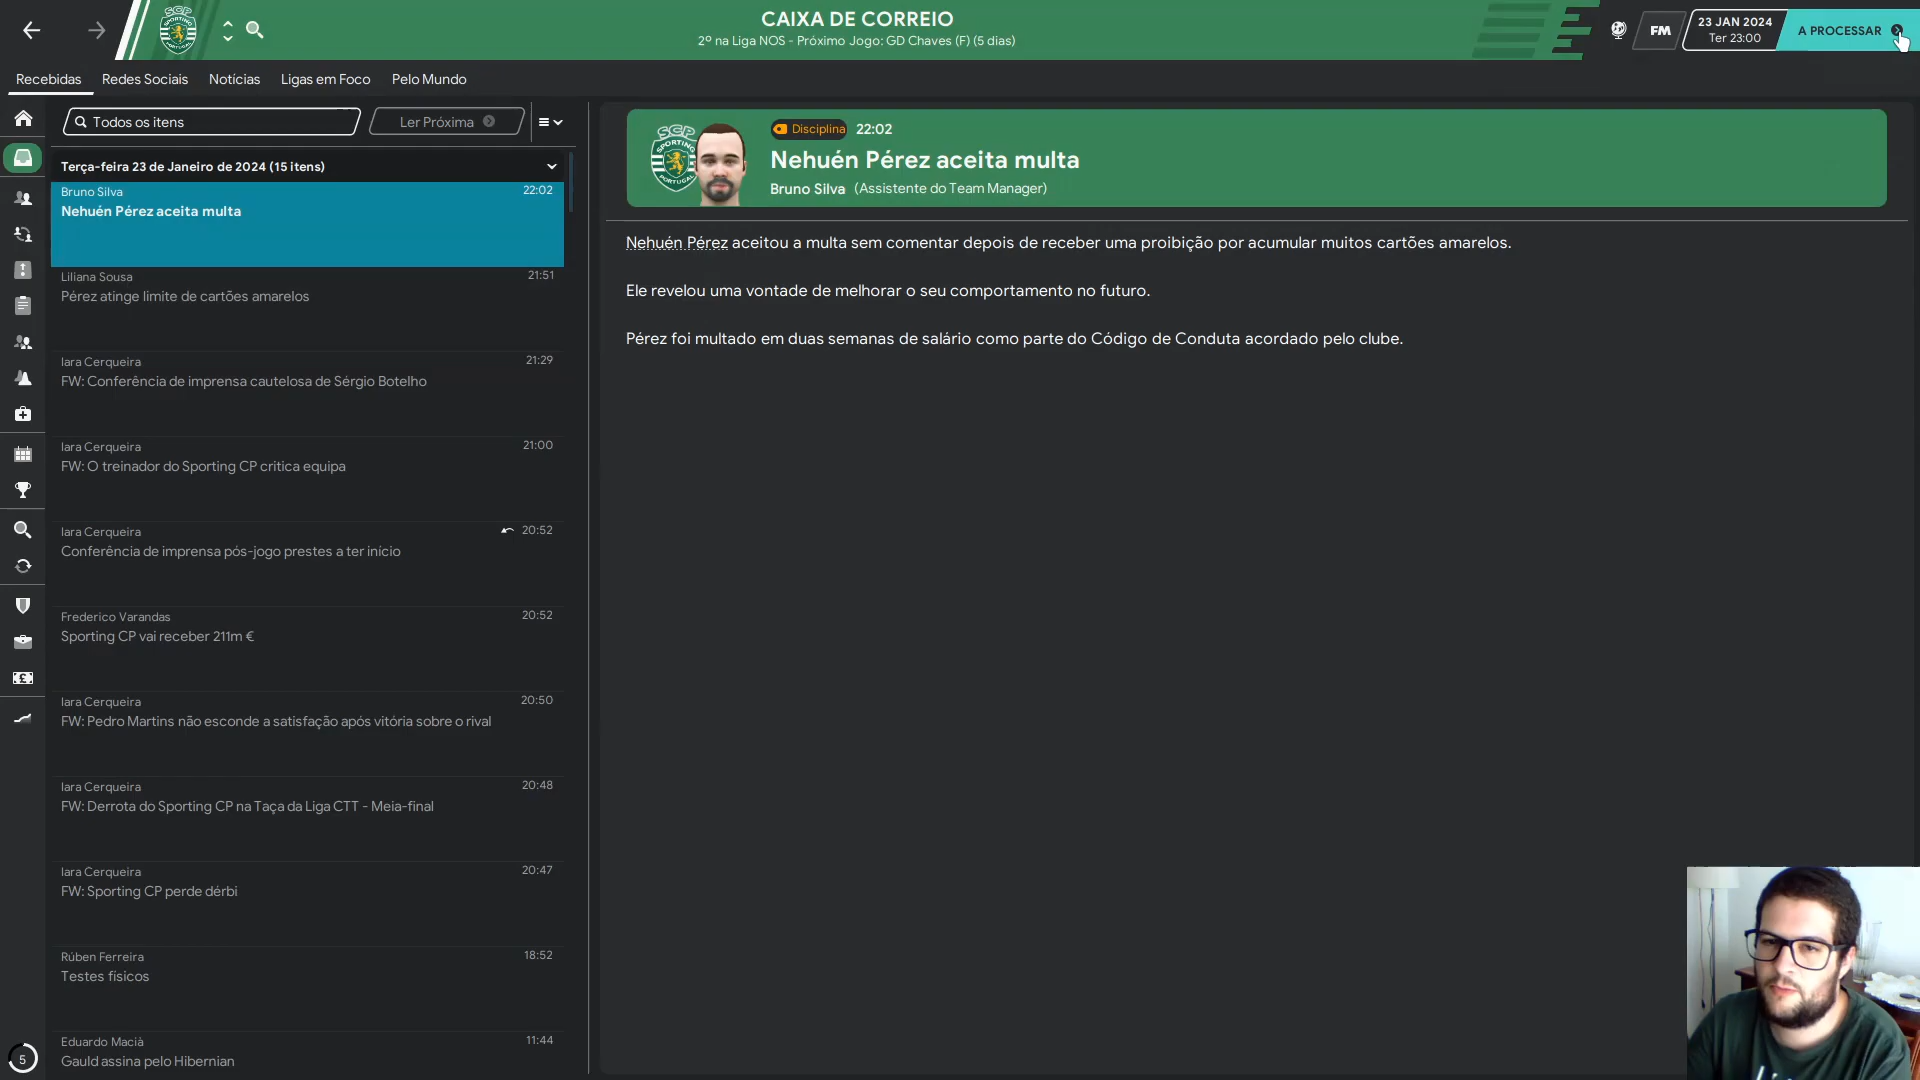 CAIXA DE CORREIO
2º na Liga NOS - Próximo Jogo: GD Chaves (F) (5 dias)
FM
23 JAN 2024
Ter 23:00
A PROCESSAR
Recebidas
Redes Sociais
Notícias
Ligas em Foco
Pelo Mundo
Todos os itens
Ler Próxima
Terça-feira 23 de Janeiro de 2024 (15 itens)
Bruno Silva 22:02
Nehuén Pérez aceita multa
Liliana Sousa 21:51
Pérez atinge limite de cartões amarelos
Iara Cerqueira 21:29
FW: Conferência de imprensa cautelosa de Sérgio Botelho
Iara Cerqueira 21:00
FW: O treinador do Sporting CP critica equipa
Iara Cerqueira 20:52
Conferência de imprensa pós-jogo prestes a ter início
Frederico Varandas 20:52
Sporting CP vai receber 211m €
Iara Cerqueira 20:50
FW: Pedro Martins não esconde a satisfação após vitória sobre o rival
Iara Cerqueira 20:48
FW: Derrota do Sporting CP na Taça da Liga CTT - Meia-final
Iara Cerqueira 20:47
FW: Sporting CP perde dérbi
Rúben Ferreira 18:52
Testes físicos
Eduardo Macià 11:44
Gauld assina pelo Hibernian
5
SCP
SPORTING
PORTUGAL
Disciplina 22:02
Nehuén Pérez aceita multa
Bruno Silva (Assistente do Team Manager)
Nehuén Pérez aceitou a multa sem comentar depois de receber uma proibição por acumular muitos cartões amarelos.
Ele revelou uma vontade de melhorar o seu comportamento no futuro.
Pérez foi multado em duas semanas de salário como parte do Código de Conduta acordado pelo clube.